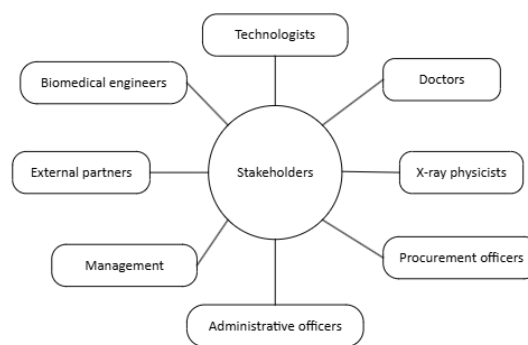 Technologists
Biomedical engineers
Doctors
External partners
Stakeholders
X-ray physicists
Management
Procurement officers
Administrative officers